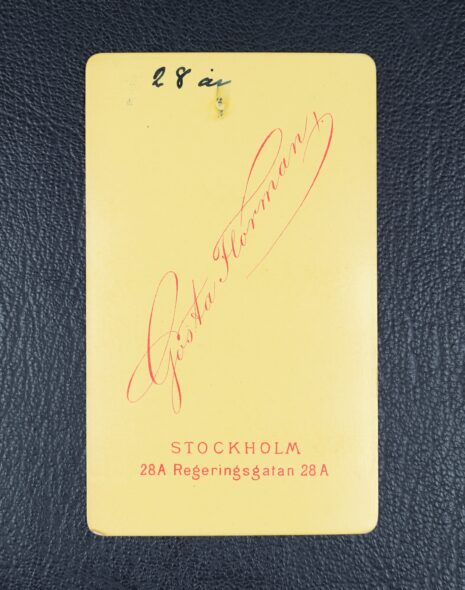 28 år
Gösta Florman
STOCKHOLM
28A Regeringsgatan 28A